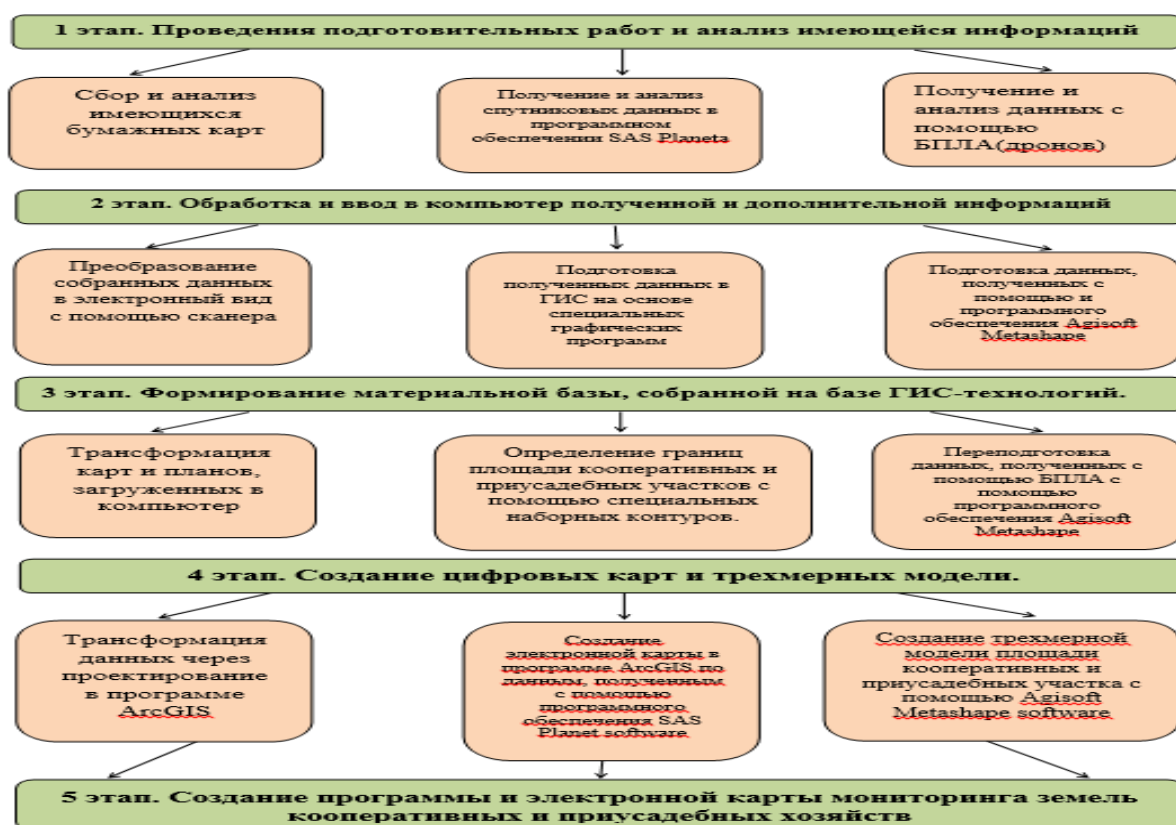 1 этап. Проведения подготовительных работ и анализ имеющейся информаций
Сбор и анализ
имеющихся
бумажных карт
Получение и анализ
спутниковых данных в
программном
обеспечении SAS Planeta
Получение и
анализ данных с
помощью
БПЛА(дронов)
2 этап. Обработка и ввод в компьютер полученной и дополнительной информаций
Преобразование
собранных данных
в электронный вид
с помощью сканера
Подготовка
полученных данных в
ГИС на основе
специальных
графических
программ
Подготовка данных,
полученных с
помощью и
программного
обеспечения Agisoft
Metashape
3 этап. Формирование материальной базы, собранной на базе ГИС-технологий.
Трансформация
карт и планов,
загруженных в
компьютер
Определение границ
площади кооперативных и
приусадебных участков с
помощью специальных
наборных контуров.
Переподготовка
данных, полученных с
помощью БПЛА с
помощью
программного
обеспечения Agisoft
Metashape
4 этап. Создание цифровых карт и трехмерных модели.
Трансформация
данных через
проектирование
в программе
ArcGIS
Создание
электронной карты в
программе ArcGIS по
данным, полученным
с помощью
программного
обеспечения SAS
Planet software
Создание трехмерной
модели площади
кооперативных и
приусадебных участка с
помощью Agisoft
Metashape software
5 этап. Создание программы и электронной карты мониторинга земель
кооперативных и приусадебных хозяйств